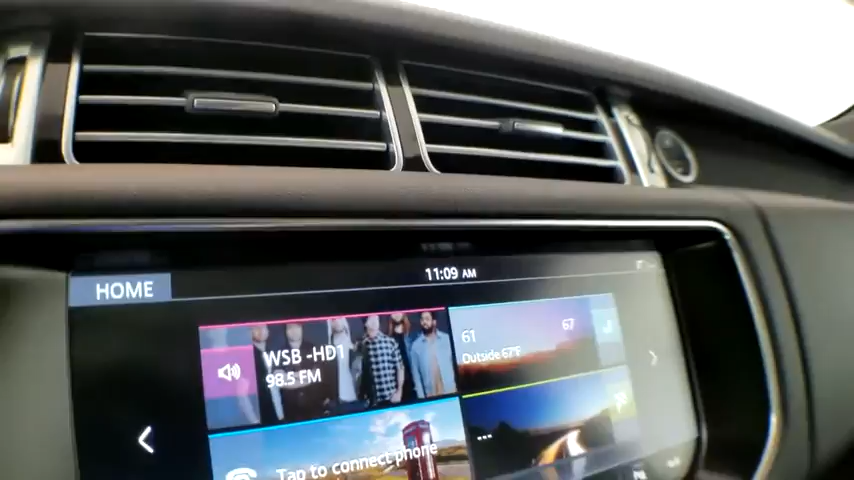 11:09 AM
HOME
WSB -HD1
98.5 FM
61
67
Outside 67°F
Tap to connect phone
...